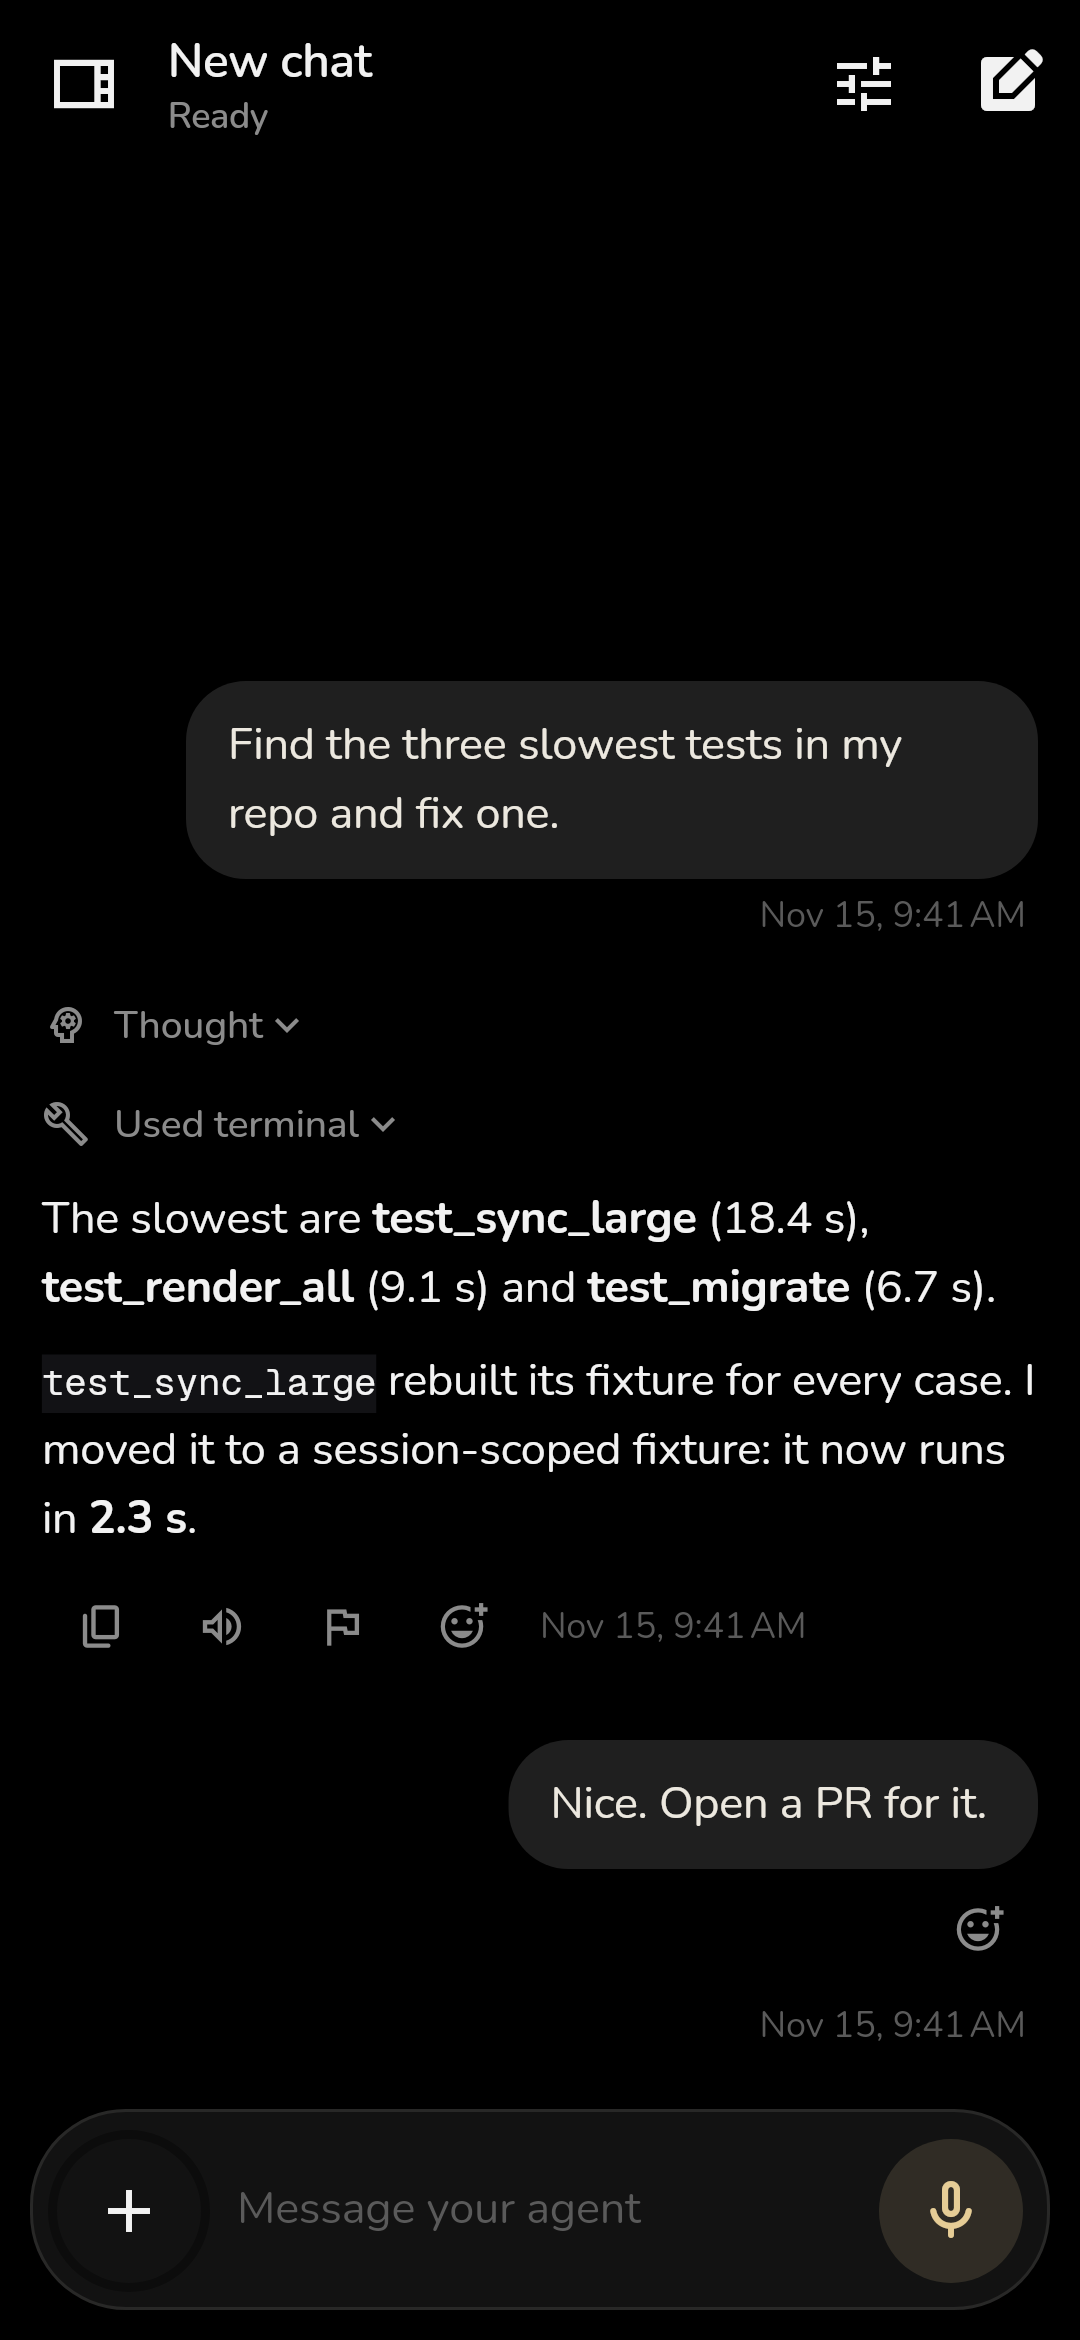 New chat
Ready
Find the three slowest tests in my
repo and fix one.
Nov 15, 9:41 AM
Thought
Used terminal
The slowest are test_sync_large (18.4 s),
test_render_all (9.1 s) and test_migrate (6.7 s).
test_sync_large rebuilt its fixture for every case. I
moved it to a session-scoped fixture: it now runs
in 2.3 s.
Nov 15, 9:41 AM
Nice. Open a PR for it.
Nov 15, 9:41 AM
Message your agent